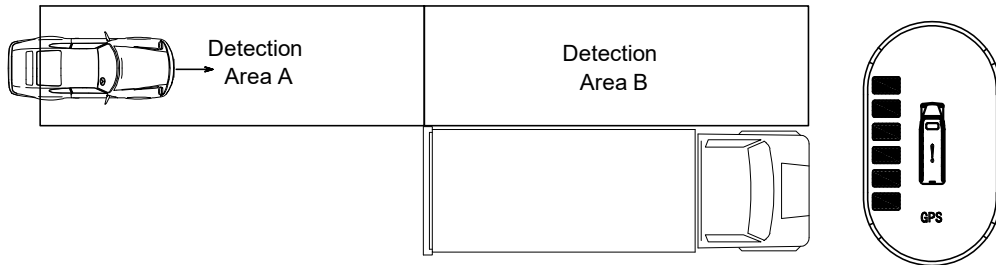 Detection
Area A
Detection
Area B
GPS